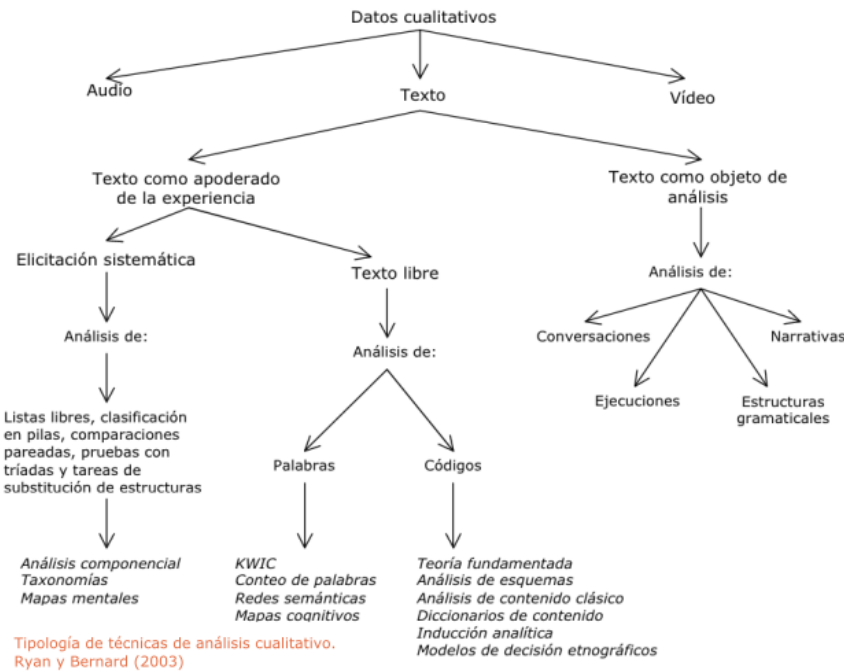 Datos cualitativos
Audio
Texto
Vídeo
Texto como apoderado
de la experiencia
Texto como objeto de
análisis
Elicitación sistemática
Texto libre
Análisis de:
Análisis de:
Análisis de:
Conversaciones
Narrativas
Ejecuciones
Estructuras
gramaticales
Listas libres, clasificación
en pilas, comparaciones
pareadas, pruebas con
tríadas y tareas de
substitución de estructuras
Palabras
Códigos
Análisis componencial
Taxonomías
Mapas mentales
KWIC
Conteo de palabras
Redes semánticas
Mapas cognitivos
Teoría fundamentada
Análisis de esquemas
Análisis de contenido clásico
Diccionarios de contenido
Inducción analítica
Modelos de decisión etnográficos
Tipología de técnicas de análisis cualitativo.
Ryan y Bernard (2003)